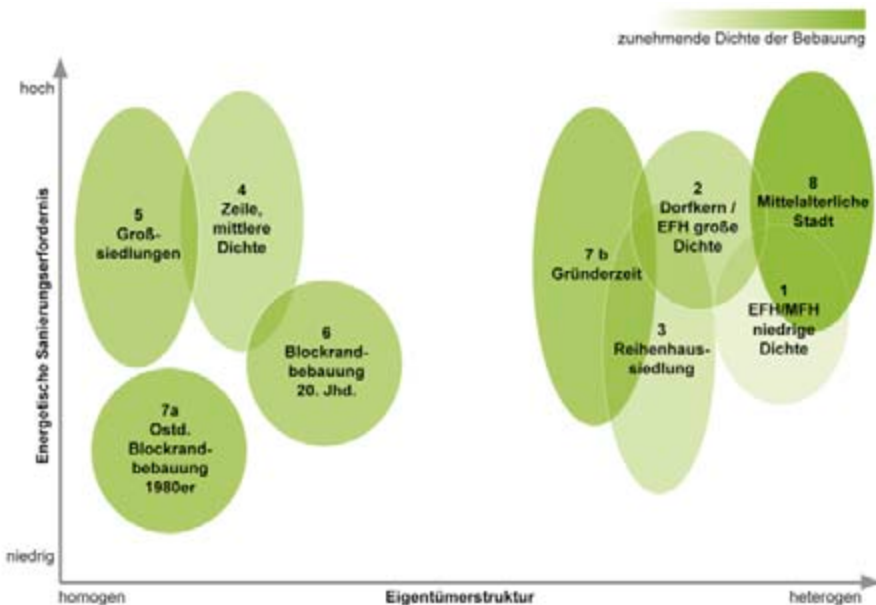 zunehmende Dichte der Bebauung
hoch
Energetische Sanierungserfordernis
niedrig
5
Groß-
siedlungen
4
Zeile,
mittlere
Dichte
6
Blockrand-
bebauung
20. Jhd.
7a
Ostd.
Blockrand-
bebauung
1980er
7 b
Gründerzeit
2
Dorfkern /
EFH große
Dichte
3
Reihenhaus-
siedlung
8
Mittelalterliche
Stadt
1
EFH/MFH
niedrige
Dichte
homogen
Eigentümerstruktur
heterogen